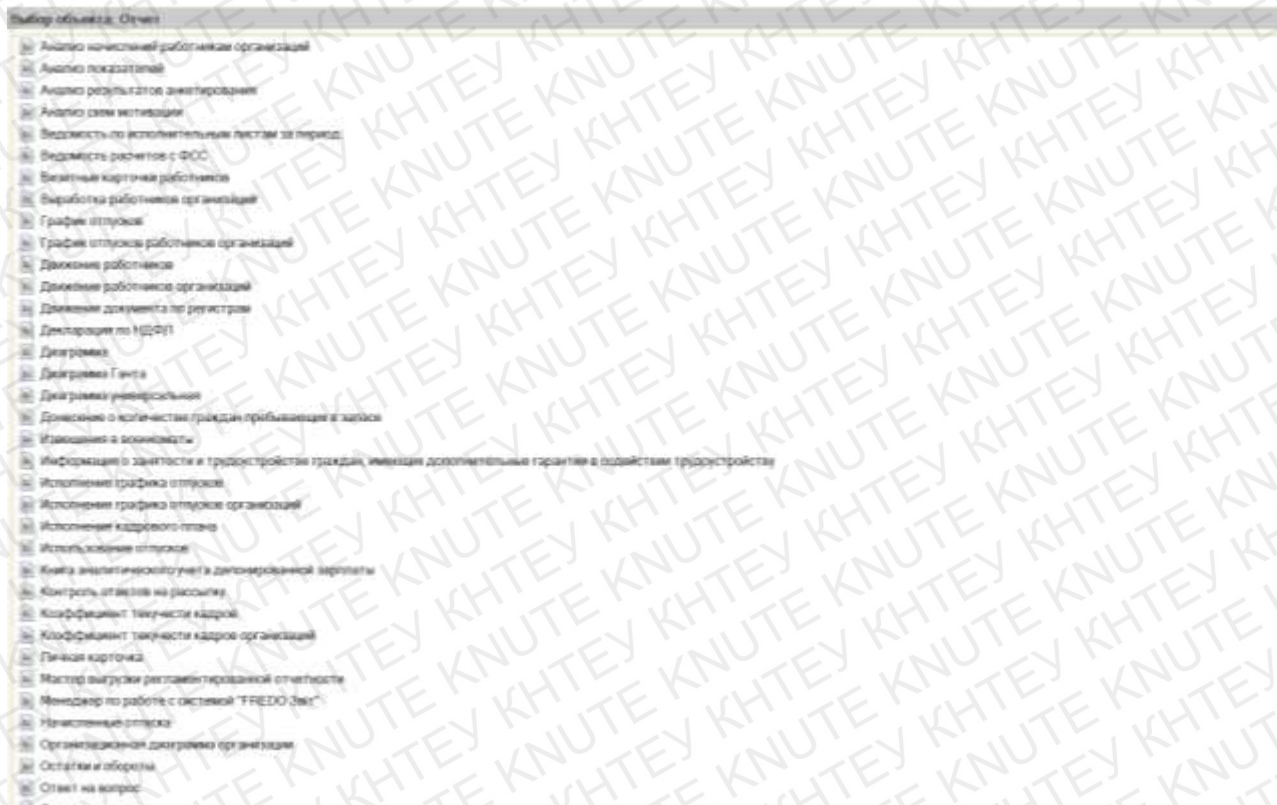 Выбор объекта: Отчет
Анализ начислений работникам организаций
Анализ показателей
Анализ результатов анкетирования
Анализ схем мотивации
Ведомость по исполнительным листам за период
Ведомость расчетов с ФСС
Визитные карточки работников
Выработка работников организаций
График отпусков
График отпусков работников организаций
Движение работников
Движение работников организаций
Движения документа по регистрам
Декларация по НДФЛ
Диаграмма
Диаграмма Ганта
Диаграмма универсальная
Донесение о количестве граждан пребывающих в запасе
Извещения в военкоматы
Информация о занятости и трудоустройстве граждан, имеющих дополнительные гарантии в содействии трудоустройству
Исполнение графика отпусков
Исполнение графика отпусков организаций
Исполнение кадрового плана
Использование отпусков
Книга аналитического учета депонированной зарплаты
Контроль ответов на рассылку
Коэффициент текучести кадров
Коэффициент текучести кадров организаций
Личная карточка
Мастер выгрузки регламентированной отчетности
Менеджер по работе с системой "FREDO Звіт"
Начисленные отпуска
Организационная диаграмма организации
Остатки и обороты
Ответ на вопрос
КНТЕУ KNUTE